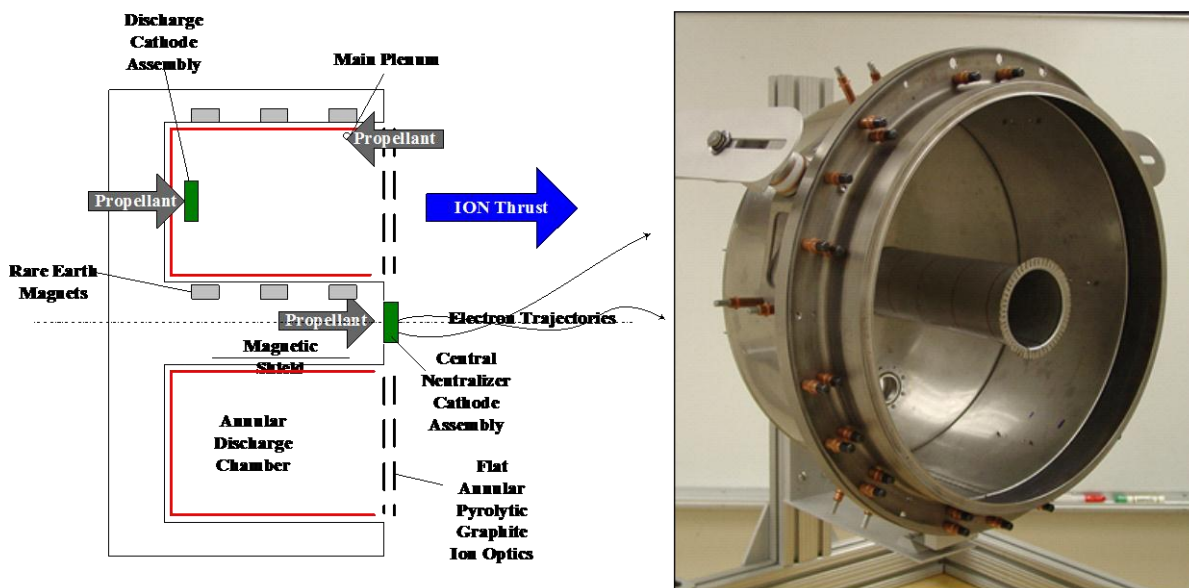 Discharge
Cathode
Assembly
Main Plenum
Propellant
Propellant
ION Thrust
Rare Earth
Magnets
Propellant
Electron Trajectories
Magnetic
Shield
Central
Neutralizer
Cathode
Assembly
Annular
Discharge
Chamber
Flat
Annular
Pyrolytic
Graphite
Ion Optics